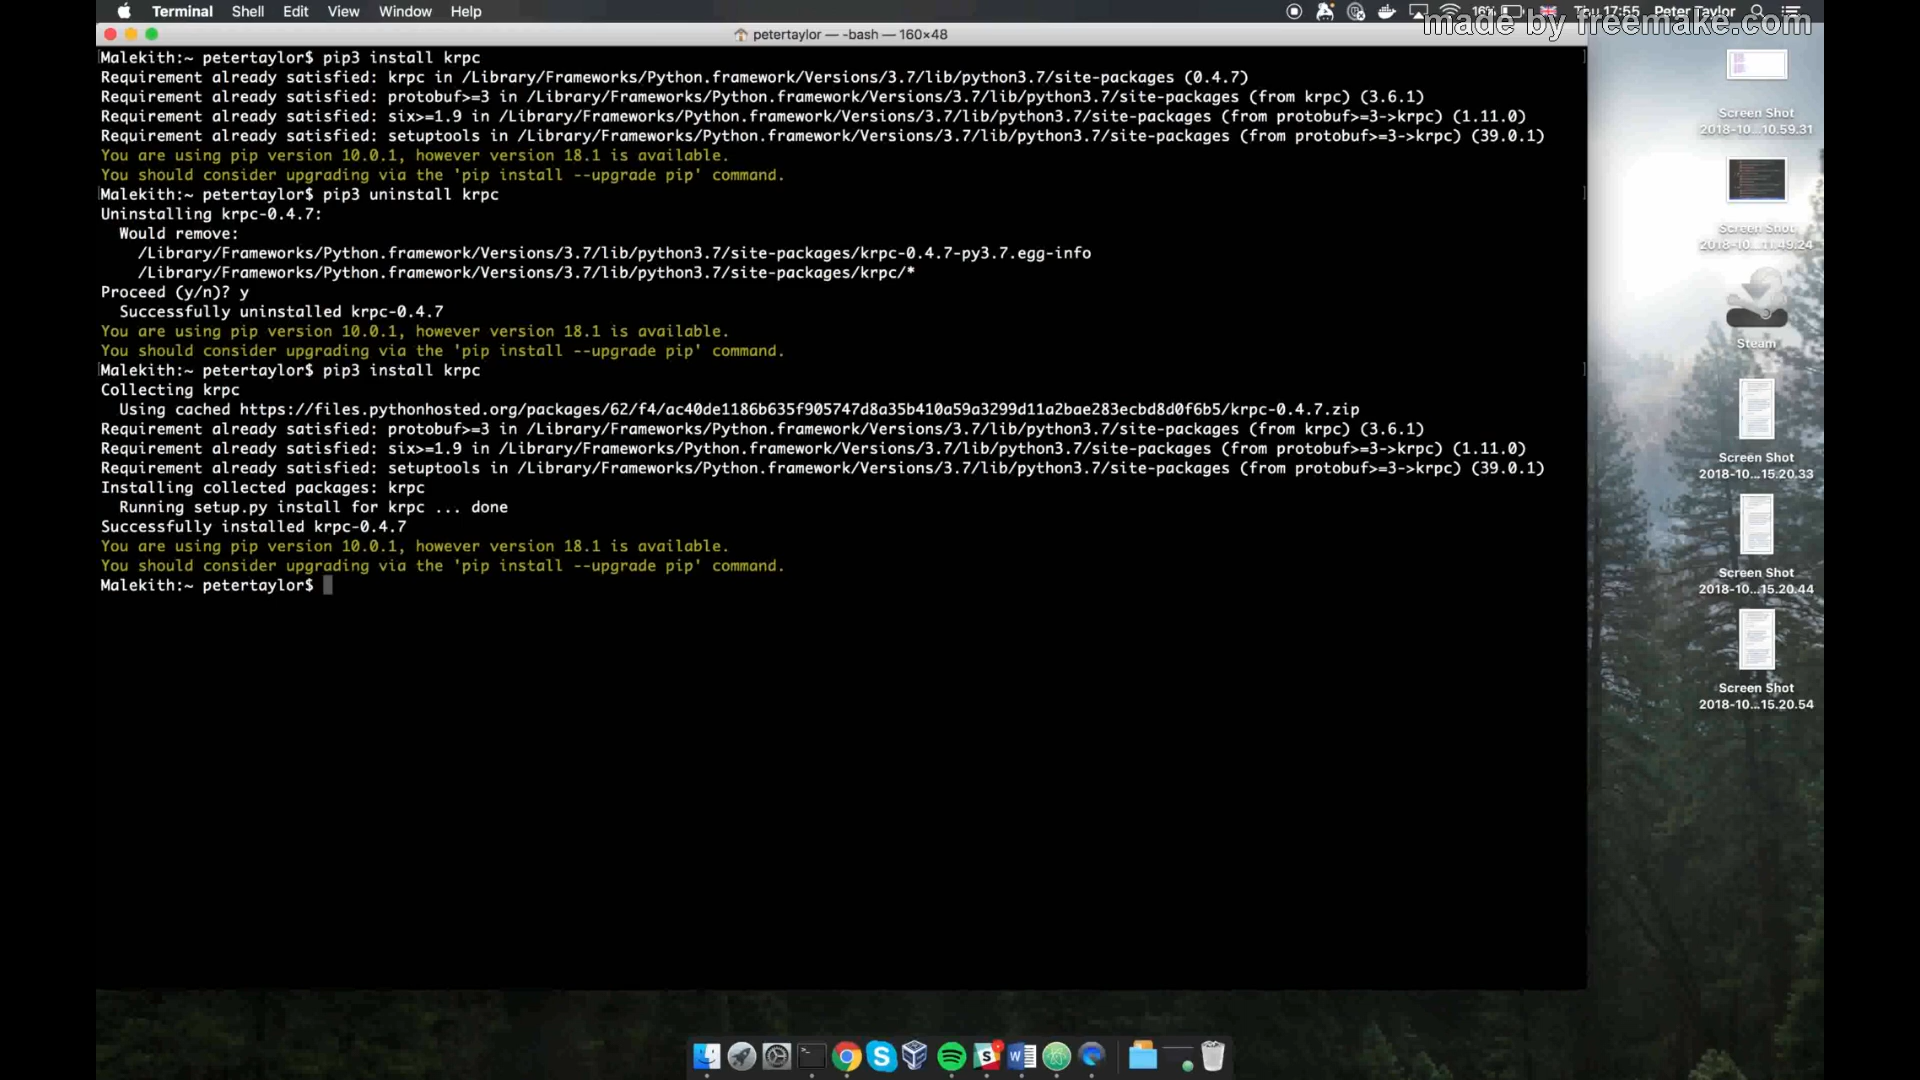 Terminal Shell Edit View Window Help
16% Thu 17:55 Peter Taylor
made by freemake.com
petertaylor — -bash — 160×48
Malekith:~ petertaylor$ pip3 install krpc
Requirement already satisfied: krpc in /Library/Frameworks/Python.framework/Versions/3.7/lib/python3.7/site-packages (0.4.7)
Requirement already satisfied: protobuf>=3 in /Library/Frameworks/Python.framework/Versions/3.7/lib/python3.7/site-packages (from krpc) (3.6.1)
Requirement already satisfied: six>=1.9 in /Library/Frameworks/Python.framework/Versions/3.7/lib/python3.7/site-packages (from protobuf>=3->krpc) (1.11.0)
Requirement already satisfied: setuptools in /Library/Frameworks/Python.framework/Versions/3.7/lib/python3.7/site-packages (from protobuf>=3->krpc) (39.0.1)
You are using pip version 10.0.1, however version 18.1 is available.
You should consider upgrading via the 'pip install --upgrade pip' command.
Malekith:~ petertaylor$ pip3 uninstall krpc
Uninstalling krpc-0.4.7:
Would remove:
/Library/Frameworks/Python.framework/Versions/3.7/lib/python3.7/site-packages/krpc-0.4.7-py3.7.egg-info
/Library/Frameworks/Python.framework/Versions/3.7/lib/python3.7/site-packages/krpc/*
Proceed (y/n)? y
Successfully uninstalled krpc-0.4.7
You are using pip version 10.0.1, however version 18.1 is available.
You should consider upgrading via the 'pip install --upgrade pip' command.
Malekith:~ petertaylor$ pip3 install krpc
Collecting krpc
Using cached https://files.pythonhosted.org/packages/62/f4/ac40de1186b635f905747d8a35b410a59a3299d11a2bae283ecbd8d0f6b5/krpc-0.4.7.zip
Requirement already satisfied: protobuf>=3 in /Library/Frameworks/Python.framework/Versions/3.7/lib/python3.7/site-packages (from krpc) (3.6.1)
Requirement already satisfied: six>=1.9 in /Library/Frameworks/Python.framework/Versions/3.7/lib/python3.7/site-packages (from protobuf>=3->krpc) (1.11.0)
Requirement already satisfied: setuptools in /Library/Frameworks/Python.framework/Versions/3.7/lib/python3.7/site-packages (from protobuf>=3->krpc) (39.0.1)
Installing collected packages: krpc
Running setup.py install for krpc ... done
Successfully installed krpc-0.4.7
You are using pip version 10.0.1, however version 18.1 is available.
You should consider upgrading via the 'pip install --upgrade pip' command.
Malekith:~ petertaylor$
Screen Shot
2018-10...10.59.31
Screen Shot
2018-10...11.49.24
Steam
Screen Shot
2018-10...15.20.33
Screen Shot
2018-10...15.20.44
Screen Shot
2018-10...15.20.54